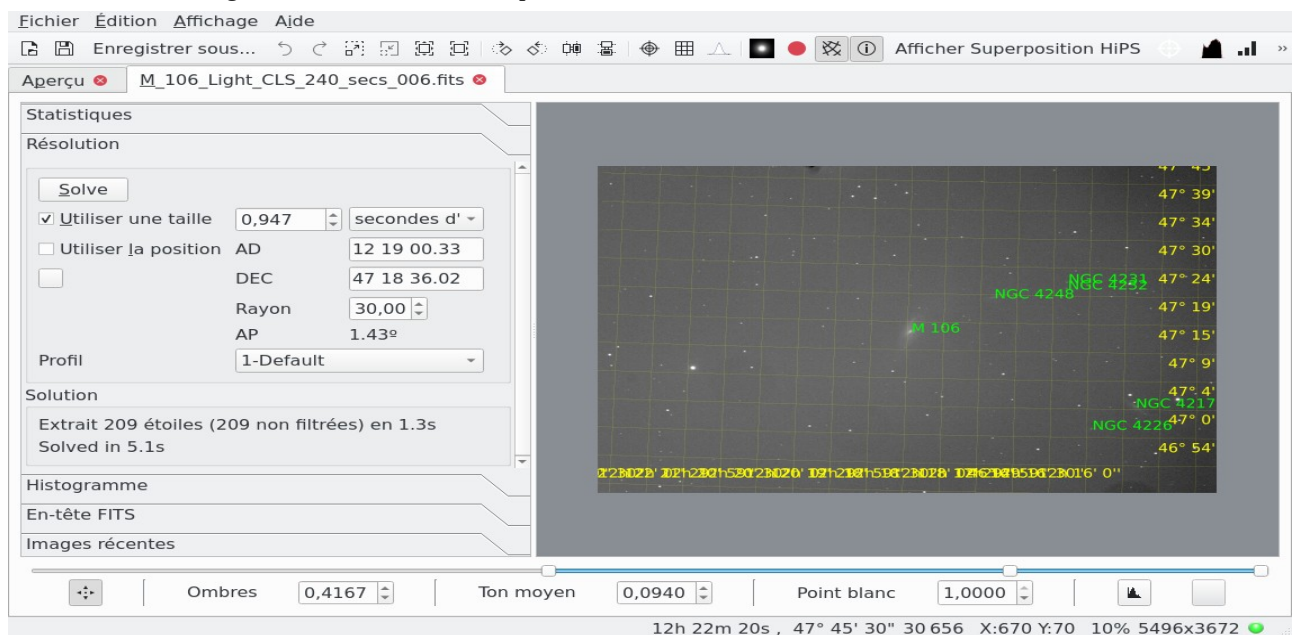 Fichier Édition Affichage Aide
Enregistrer sous... Afficher Superposition HiPS »
Aperçu M_106_Light_CLS_240_secs_006.fits
Statistiques
Résolution
Solve
Utiliser une taille 0,947 secondes d'
Utiliser la position AD 12 19 00.33
DEC 47 18 36.02
Rayon 30,00
AP 1.43º
Profil 1-Default
Solution
Extrait 209 étoiles (209 non filtrées) en 1.3s
Solved in 5.1s
Histogramme
En-tête FITS
Images récentes
47° 39'
47° 34'
47° 30'
NGC 4231 47° 24'
NGC 4232
NGC 4248
47° 19'
M 106
47° 15'
47° 9'
47° 4'
NGC 4217
NGC 4226 47° 0'
46° 54'
Ombres 0,4167 Ton moyen 0,0940 Point blanc 1,0000
12h 22m 20s , 47° 45' 30" 30 656 X:670 Y:70 10% 5496x3672